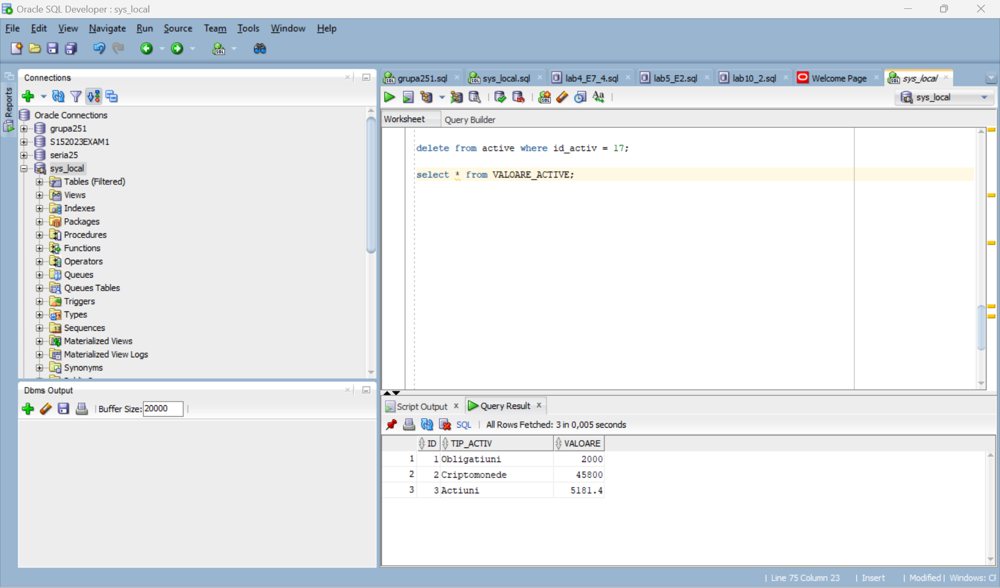 Oracle SQL Developer : sys_local
File Edit View Navigate Run Source Team Tools Window Help
Reports
Connections
Oracle Connections
grupa251
S152023EXAM1
seria25
sys_local
Tables (Filtered)
Views
Indexes
Packages
Procedures
Functions
Operators
Queues
Queues Tables
Triggers
Types
Sequences
Materialized Views
Materialized View Logs
Synonyms
Dbms Output
Buffer Size: 20000
grupa251.sql sys_local.sql lab4_E7_4.sql lab5_E2.sql lab10_2.sql Welcome Page sys_local
sys_local
Worksheet Query Builder
delete from active where id_activ = 17;
select * from VALOARE_ACTIVE;
Script Output Query Result
SQL All Rows Fetched: 3 in 0,005 seconds
ID TIP_ACTIV VALOARE
1 1 Obligatiuni 2000
2 2 Criptomonede 45800
3 3 Actiuni 5181.4
Line 75 Column 23 Insert Modified Windows: